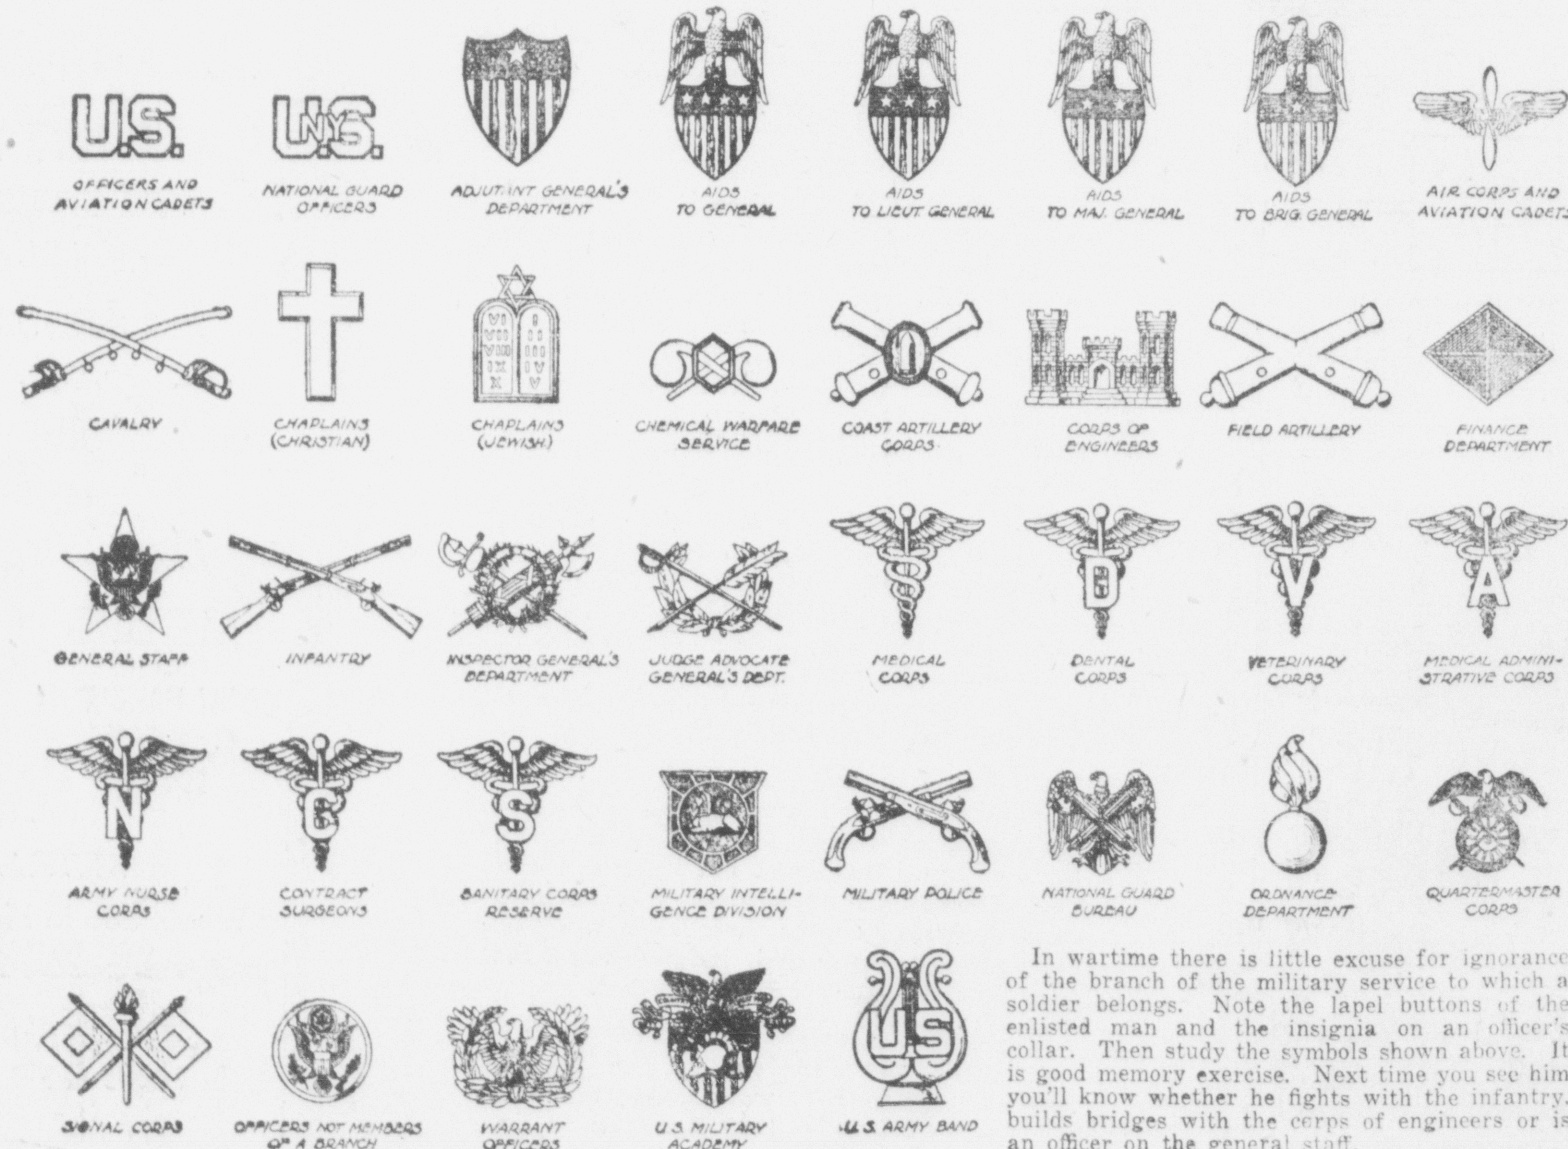 U.S.
OFFICERS AND
AVIATION CADETS
U.S.
NY
NATIONAL GUARD
OFFICERS
ADJUTANT GENERAL'S
DEPARTMENT
AIDS
TO GENERAL
AIDS
TO LIEUT GENERAL
AIDS
TO MAJ. GENERAL
AIDS
TO BRIG. GENERAL
AIR CORPS AND
AVIATION CADETS
CAVALRY
CHAPLAINS
(CHRISTIAN)
VI I
VII II
VIII III
IX IV
X V
CHAPLAINS
(JEWISH)
CHEMICAL WARFARE
SERVICE
COAST ARTILLERY
CORPS
CORPS OF
ENGINEERS
FIELD ARTILLERY
FINANCE
DEPARTMENT
GENERAL STAFF
INFANTRY
INSPECTOR GENERAL'S
DEPARTMENT
JUDGE ADVOCATE
GENERAL'S DEPT.
MEDICAL
CORPS
D
DENTAL
CORPS
V
VETERINARY
CORPS
A
MEDICAL ADMINI-
STRATIVE CORPS
N
ARMY NURSE
CORPS
C
CONTRACT
SURGEONS
S
SANITARY CORPS
RESERVE
MILITARY INTELLI-
GENCE DIVISION
MILITARY POLICE
NATIONAL GUARD
BUREAU
ORDNANCE
DEPARTMENT
QUARTERMASTER
CORPS
SIGNAL CORPS
OFFICERS NOT MEMBERS
OF A BRANCH
WARRANT
OFFICERS
U.S. MILITARY
ACADEMY
US
U.S. ARMY BAND
In wartime there is little excuse for ignorance
of the branch of the military service to which a
soldier belongs. Note the lapel buttons of the
enlisted man and the insignia on an officer's
collar. Then study the symbols shown above. It
is good memory exercise. Next time you see him
you'll know whether he fights with the infantry,
builds bridges with the corps of engineers or is
an officer on the general staff.